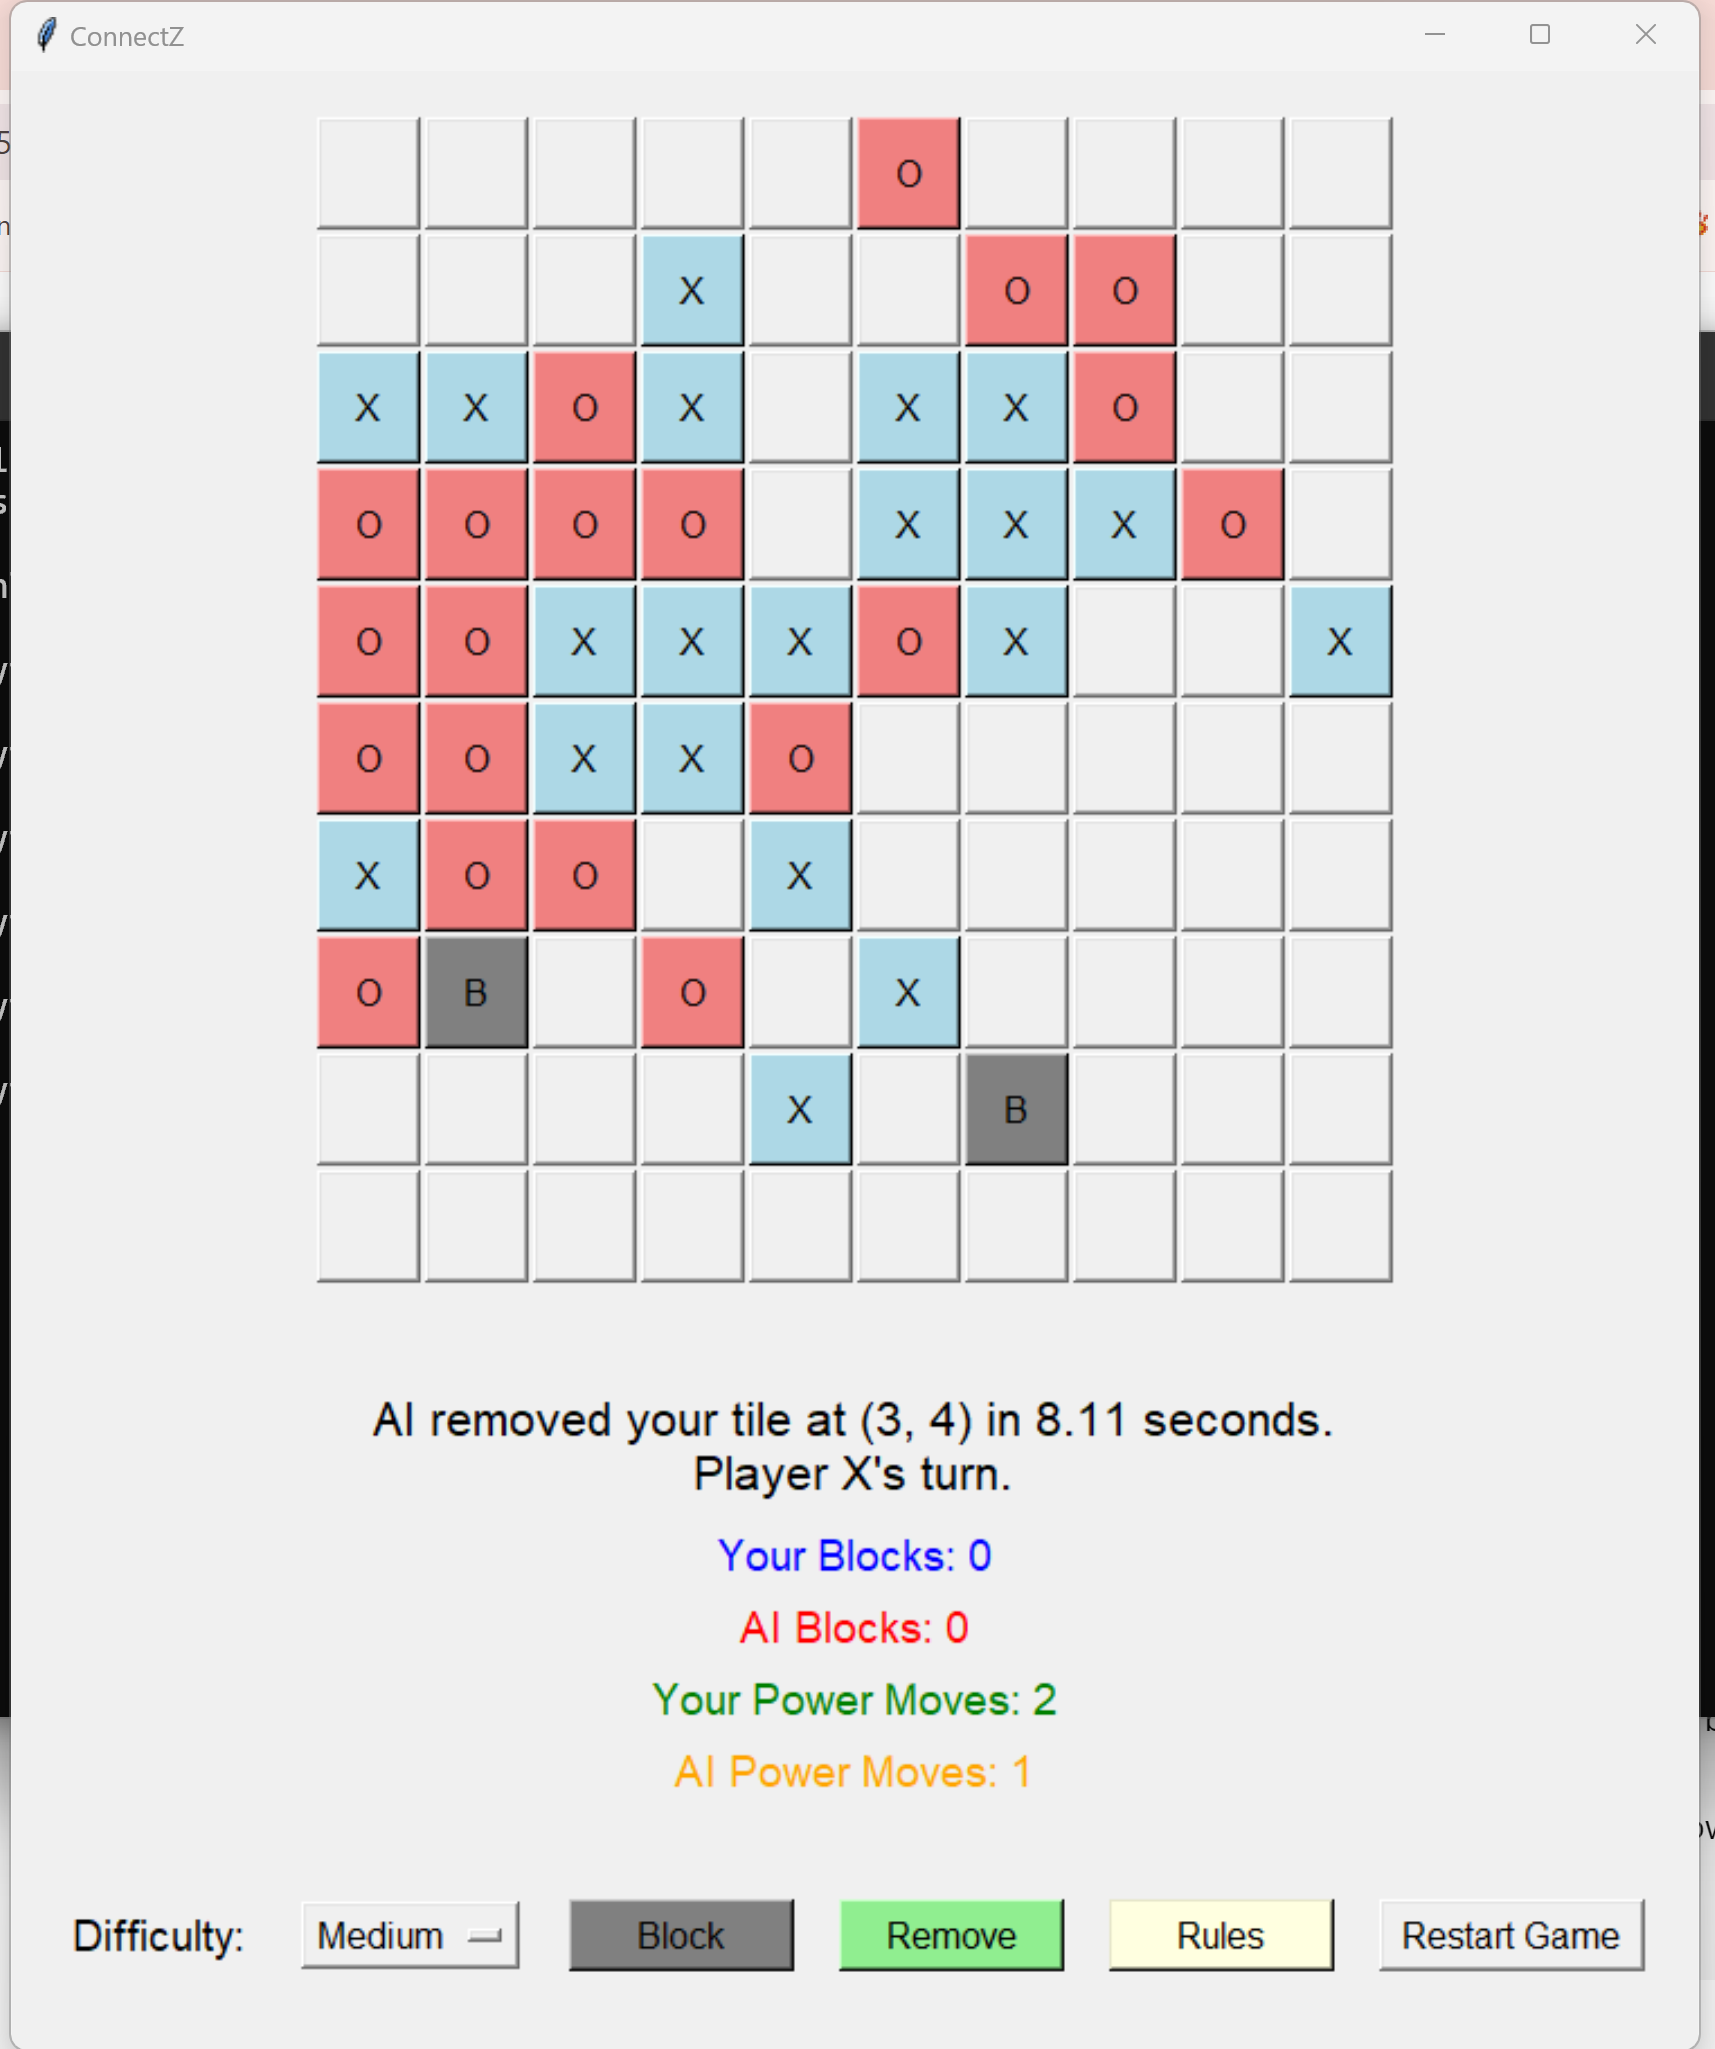 ConnectZ
O
X O O
X X O X X X O
O O O O X X X O
O O X X X O X X
O O X X O
X O O X
O B O X
X B
AI removed your tile at (3, 4) in 8.11 seconds.
Player X's turn.
Your Blocks: 0
AI Blocks: 0
Your Power Moves: 2
AI Power Moves: 1
Difficulty: Medium Block Remove Rules Restart Game